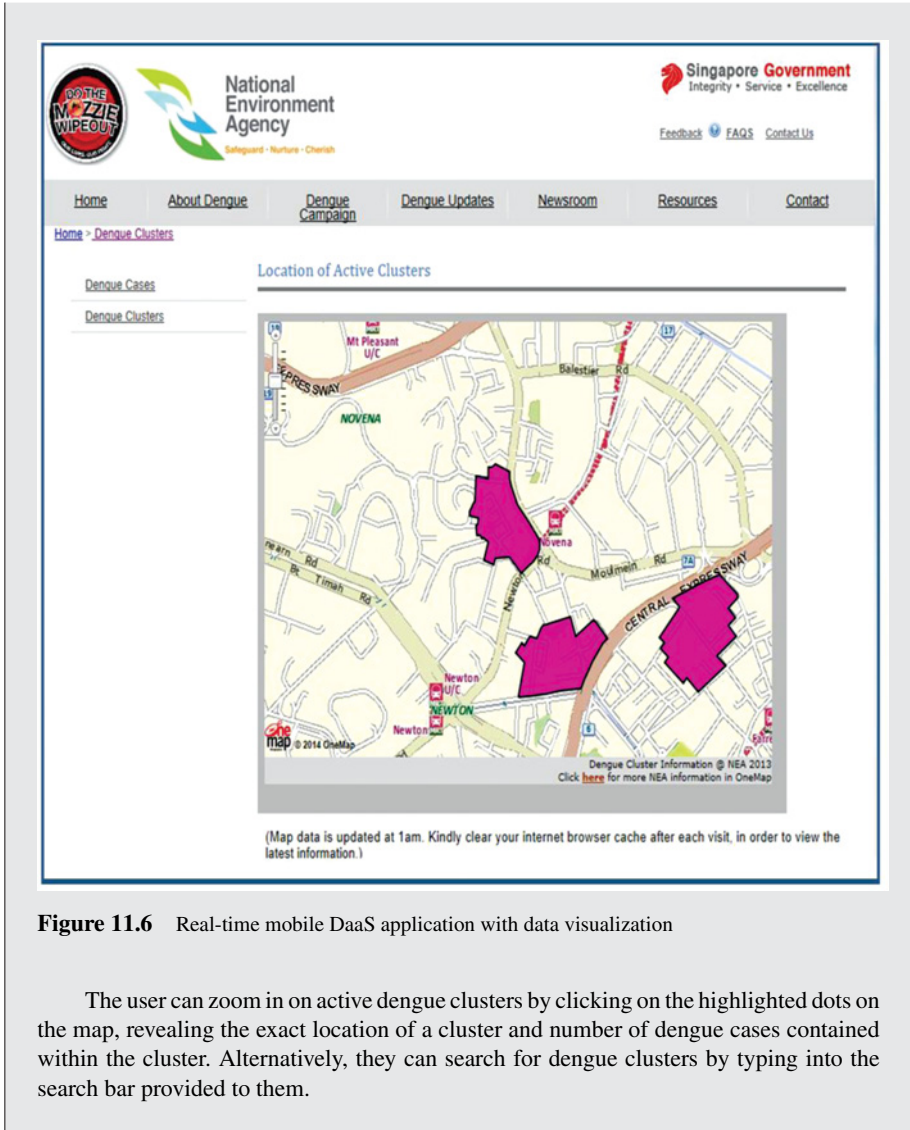 DO THE
MOZZIE
WIPEOUT
National
Environment
Agency
Safeguard · Nurture · Cherish
Singapore Government
Integrity • Service • Excellence
Feedback FAQS Contact Us
Home About Dengue Dengue Campaign Dengue Updates Newsroom Resources Contact
Home > Dengue Clusters
Dengue Cases
Dengue Clusters
Location of Active Clusters
Mt Pleasant
U/C
17
Balestier Rd
PRESSWAY
NOVENA
Novena
Rd
Moulmein Rd
7A
CENTRAL EXPRESSWAY
Newton
Bt Timah Rd
Rd
Newton
U/C
NEWTON
Newton
6
one
map © 2014 OneMap
Dengue Cluster Information @ NEA 2013
Click here for more NEA information in OneMap
(Map data is updated at 1am. Kindly clear your internet browser cache after each visit, in order to view the
latest information.)
Figure 11.6 Real-time mobile DaaS application with data visualization
The user can zoom in on active dengue clusters by clicking on the highlighted dots on
the map, revealing the exact location of a cluster and number of dengue cases contained
within the cluster. Alternatively, they can search for dengue clusters by typing into the
search bar provided to them.